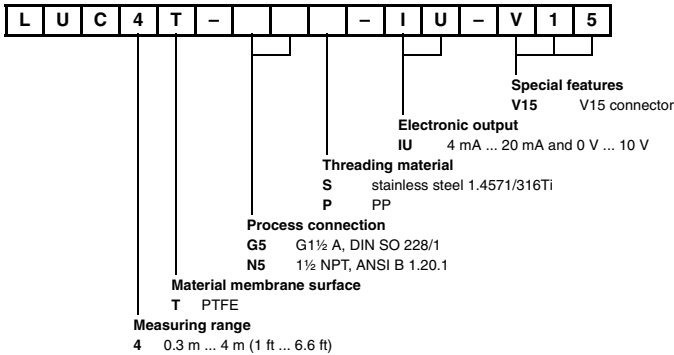 L U C 4 T – – I U – V 1 5
Special features
V15 V15 connector
Electronic output
IU 4 mA ... 20 mA and 0 V ... 10 V
Threading material
S stainless steel 1.4571/316Ti
P PP
Process connection
G5 G1½ A, DIN SO 228/1
N5 1½ NPT, ANSI B 1.20.1
Material membrane surface
T PTFE
Measuring range
4 0.3 m ... 4 m (1 ft ... 6.6 ft)